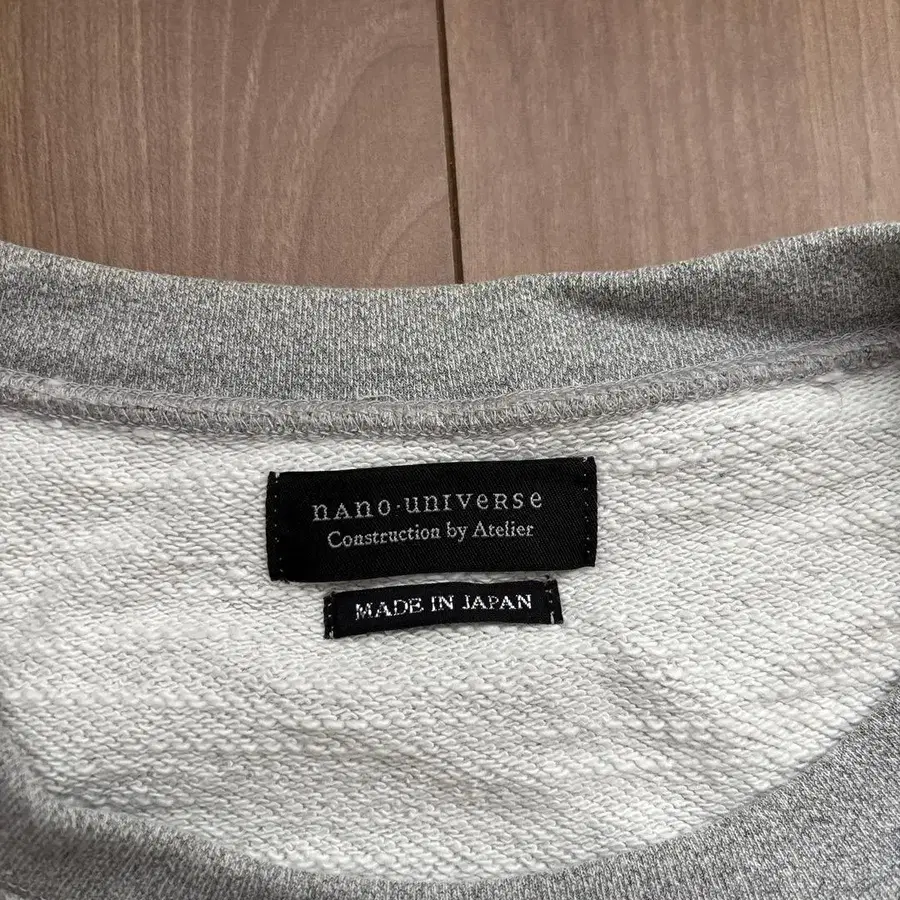 nAno·unIVeRse
Construction by Atelier
MADE IN JAPAN